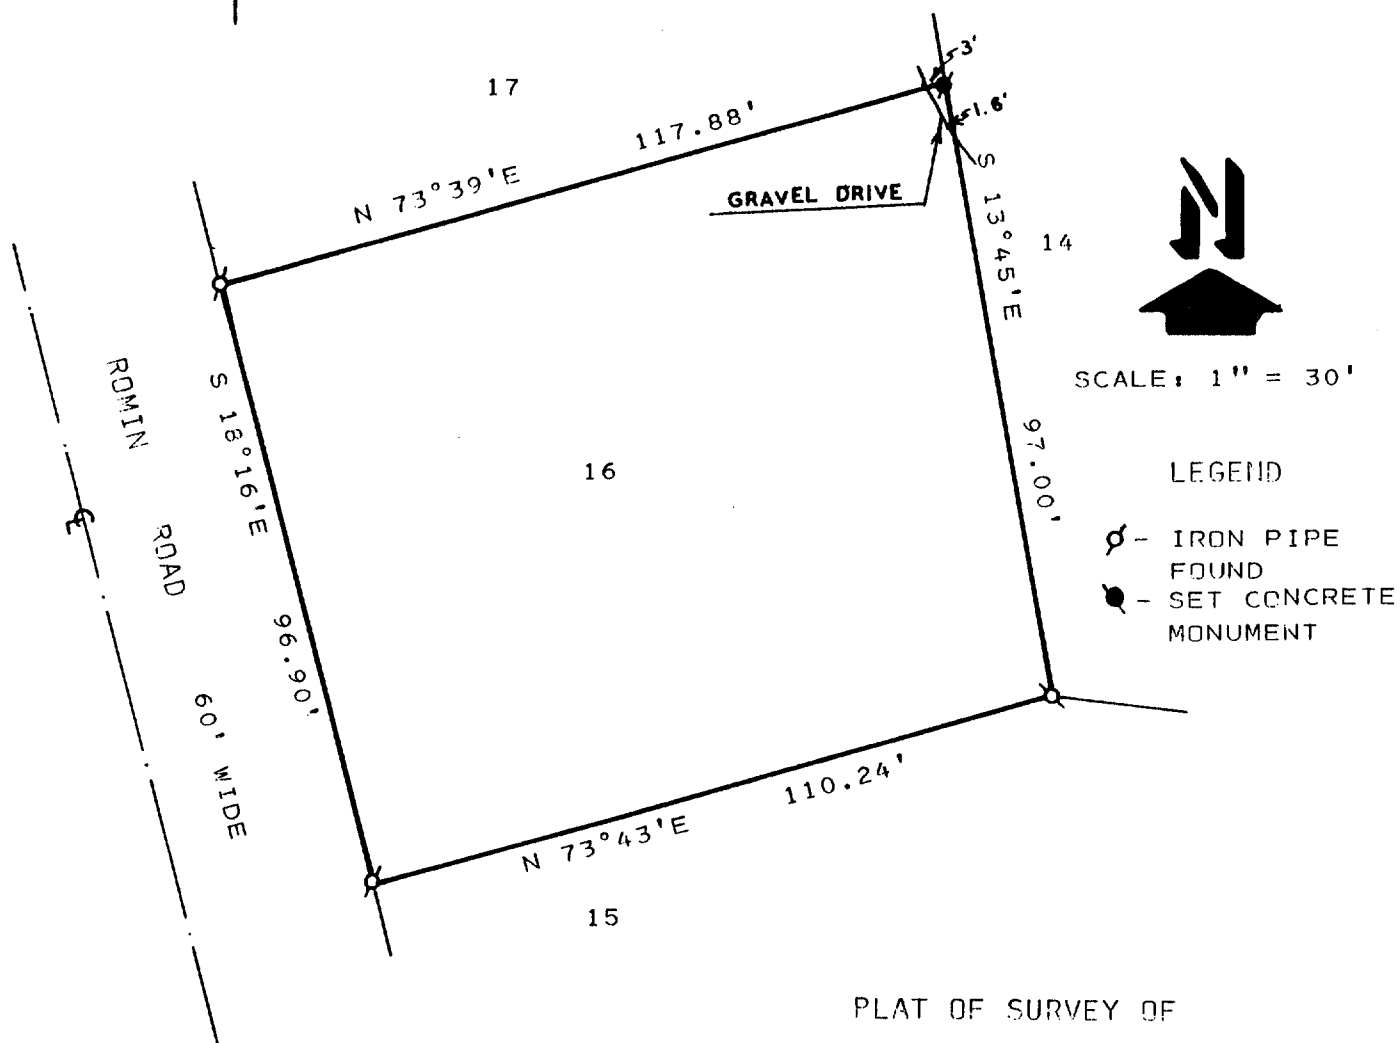 17
3'
117.88'
1.6'
N 73°39'E
GRAVEL DRIVE
S 13°45'E
14
N
ROMIN ROAD 60' WIDE
S 18°16'E
SCALE: 1" = 30'
97.00'
16
LEGEND
℄
- IRON PIPE
FOUND
- SET CONCRETE
MONUMENT
96.90'
110.24'
N 73°43'E
15
PLAT OF SURVEY OF